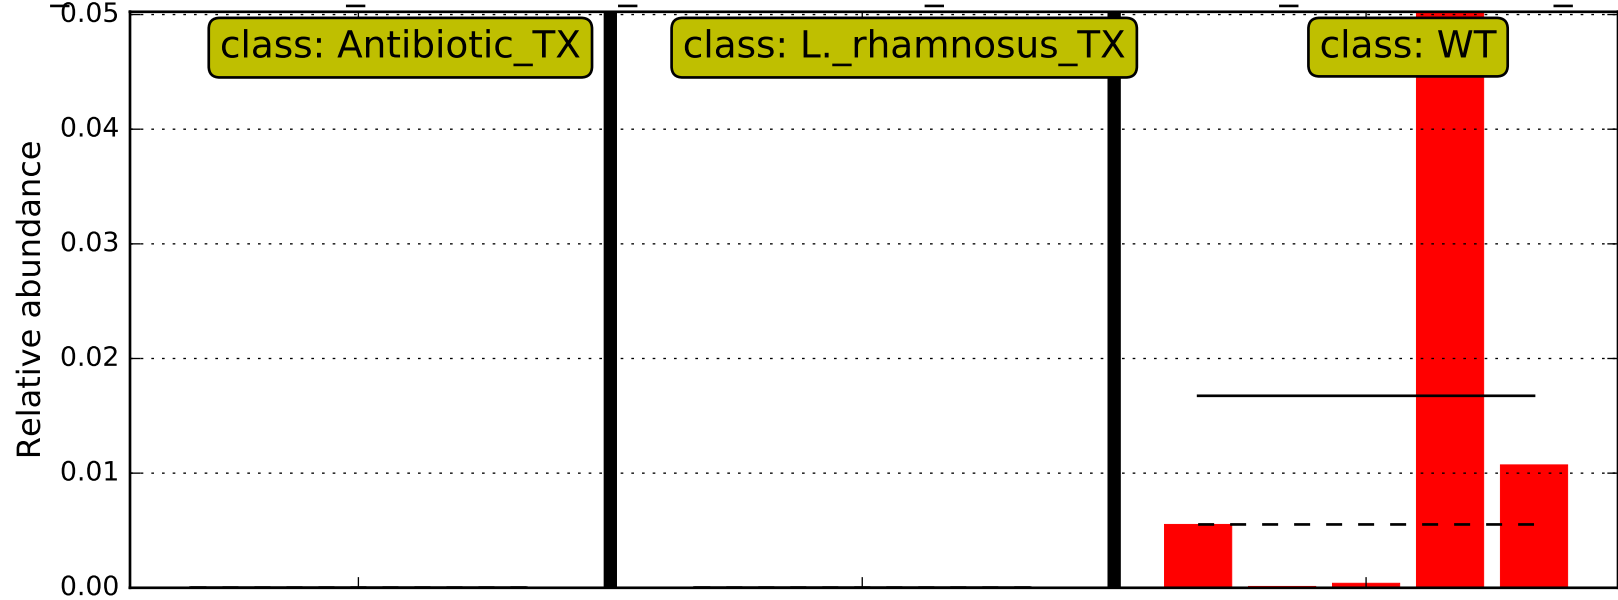 0.05
class: Antibiotic_TX
class: L._rhamnosus_TX
class: WT
0.04
0.03
0.02
0.01
0.00
Relative abundance